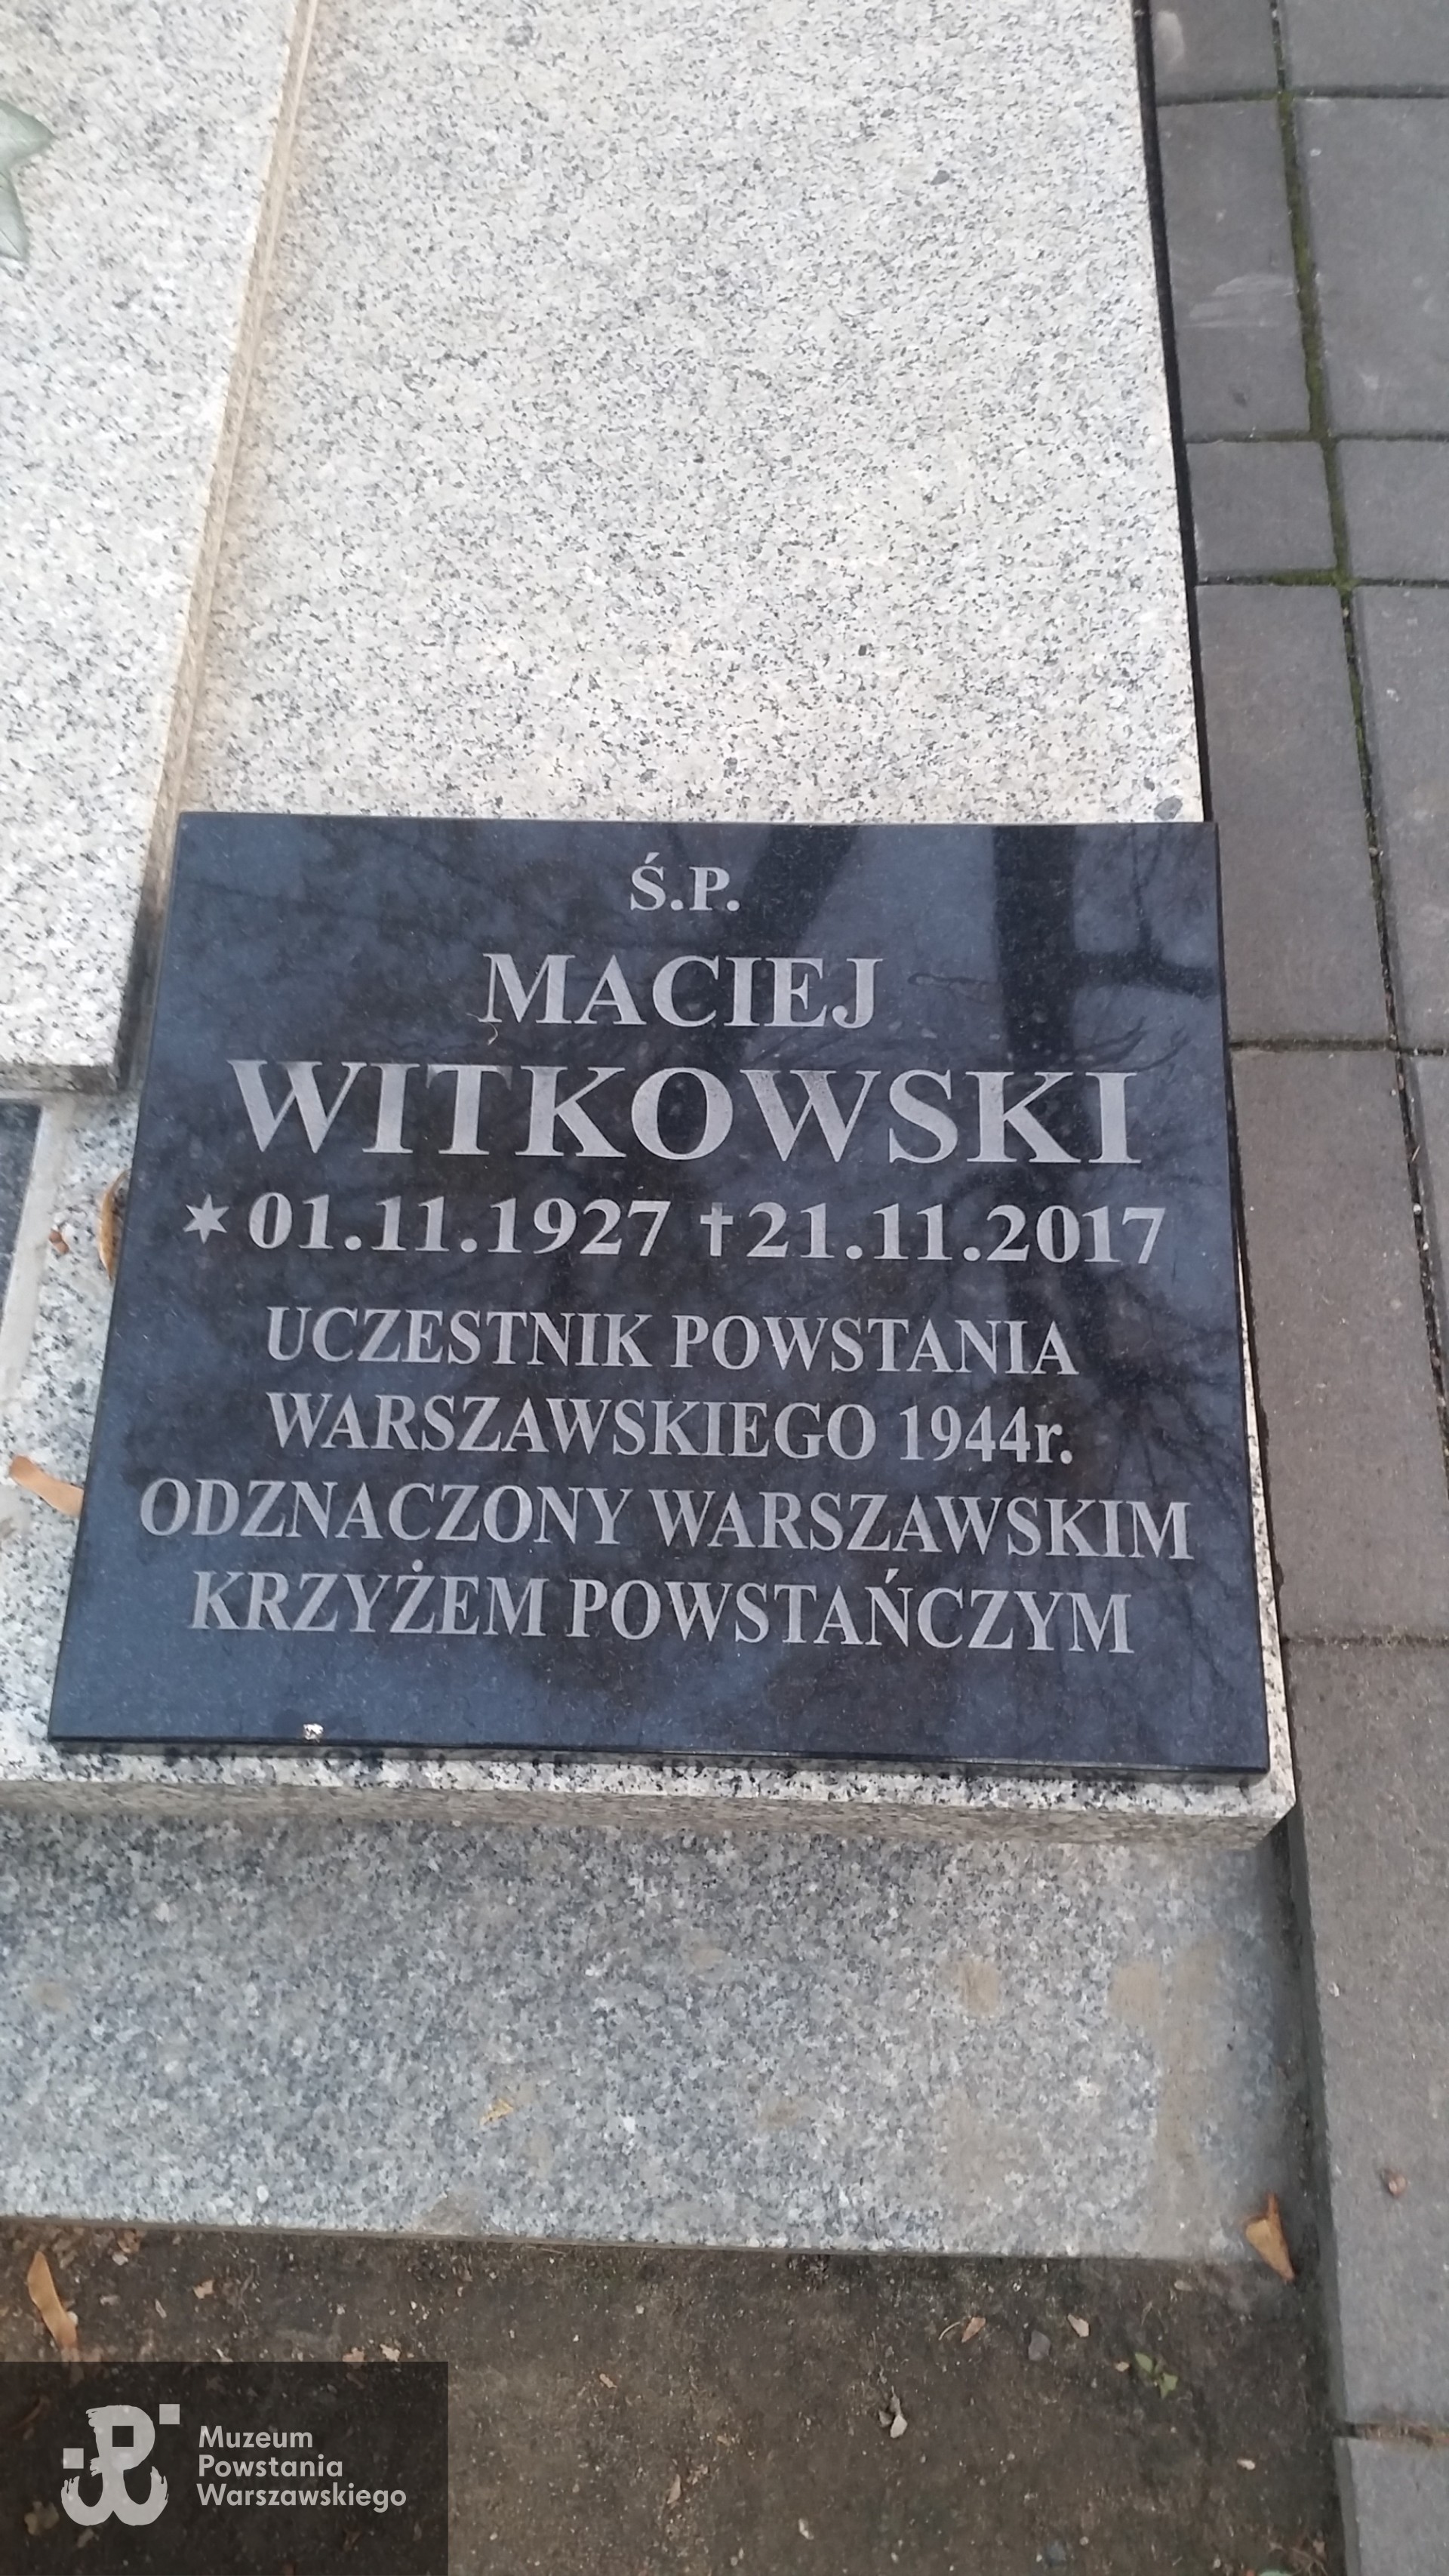 Ś.P.
MACIEJ
WITKOWSKI
✶ 01.11.1927 † 21.11.2017
UCZESTNIK POWSTANIA
WARSZAWSKIEGO 1944r.
ODZNACZONY WARSZAWSKIM
KRZYŻEM POWSTAŃCZYM
Muzeum
Powstania
Warszawskiego